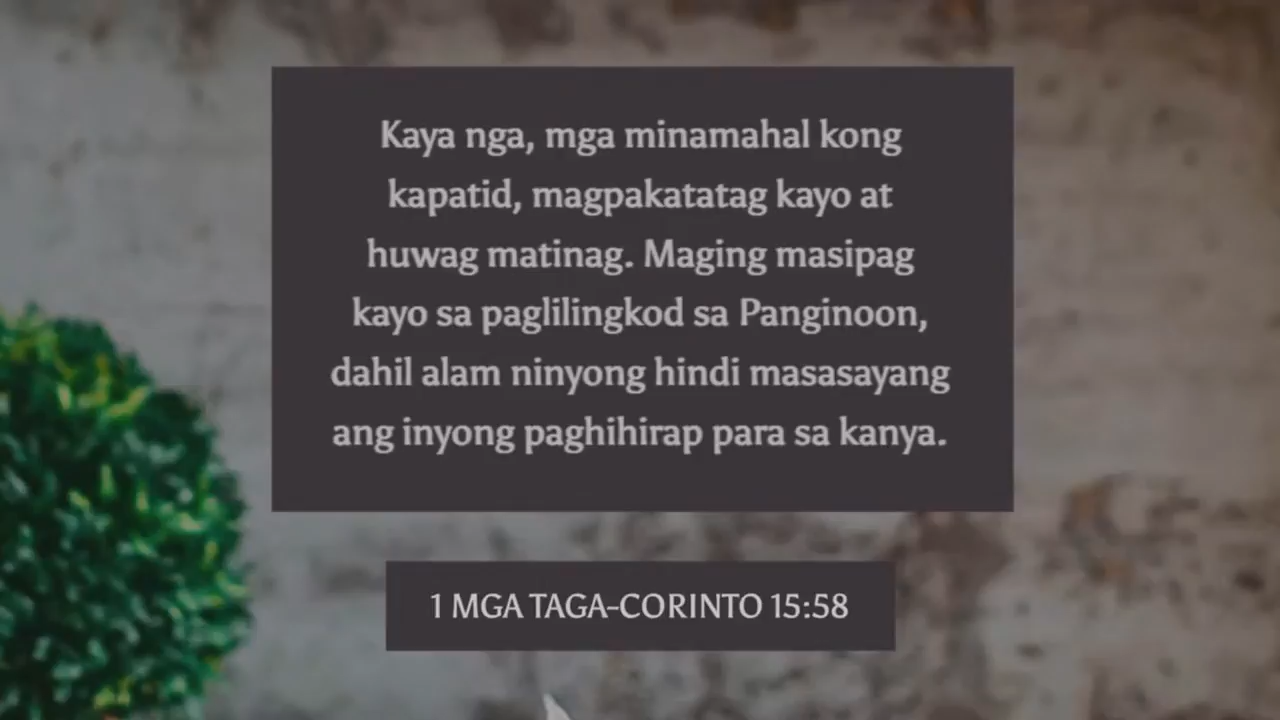 Kaya nga, mga minamahal kong
kapatid, magpakatatag kayo at
huwag matinag. Maging masipag
kayo sa paglilingkod sa Panginoon,
dahil alam ninyong hindi masasayang
ang inyong paghihirap para sa kanya.
1 MGA TAGA-CORINTO 15:58